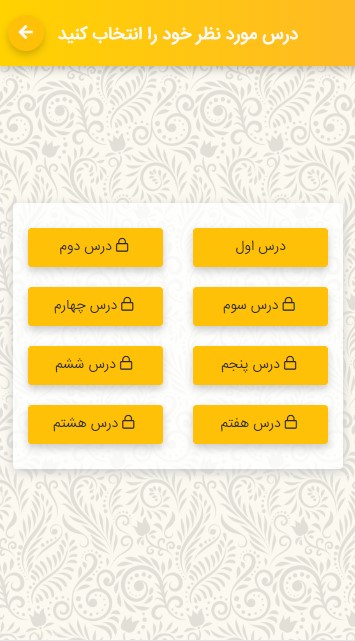 درس مورد نظر خود را انتخاب کنید
درس اول
درس دوم
درس سوم
درس چهارم
درس پنجم
درس ششم
درس هفتم
درس هشتم